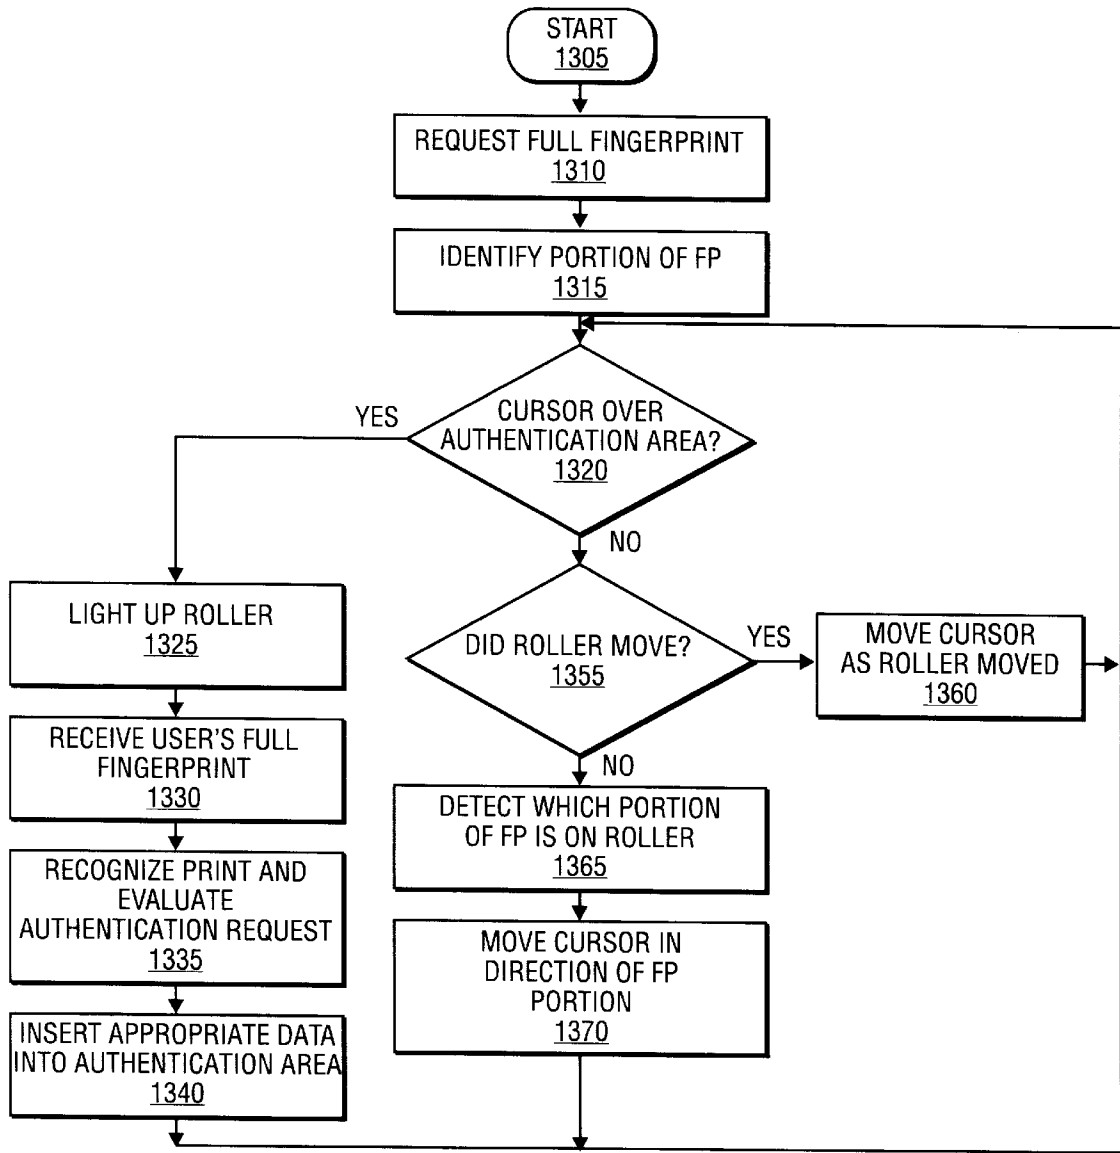 START
1305
REQUEST FULL FINGERPRINT
1310
IDENTIFY PORTION OF FP
1315
YES
CURSOR OVER
AUTHENTICATION AREA?
1320
NO
LIGHT UP ROLLER
1325
DID ROLLER MOVE?
1355
YES
MOVE CURSOR
AS ROLLER MOVED
1360
RECEIVE USER'S FULL
FINGERPRINT
1330
NO
DETECT WHICH PORTION
OF FP IS ON ROLLER
1365
RECOGNIZE PRINT AND
EVALUATE
AUTHENTICATION REQUEST
1335
MOVE CURSOR IN
DIRECTION OF FP
PORTION
1370
INSERT APPROPRIATE DATA
INTO AUTHENTICATION AREA
1340